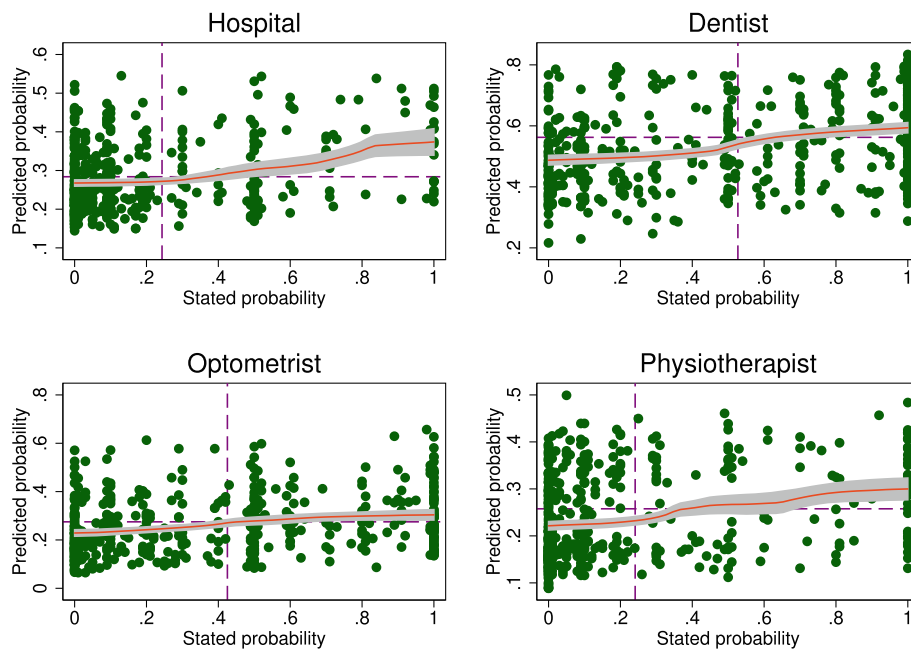 Hospital
Predicted probability
.6
.5
.4
.3
.2
.1
0 .2 .4 .6 .8 1
Stated probability
Dentist
Predicted probability
.8
.6
.4
.2
0 .2 .4 .6 .8 1
Stated probability
Optometrist
Predicted probability
.8
.6
.4
.2
0
0 .2 .4 .6 .8 1
Stated probability
Physiotherapist
Predicted probability
.5
.4
.3
.2
.1
0 .2 .4 .6 .8 1
Stated probability